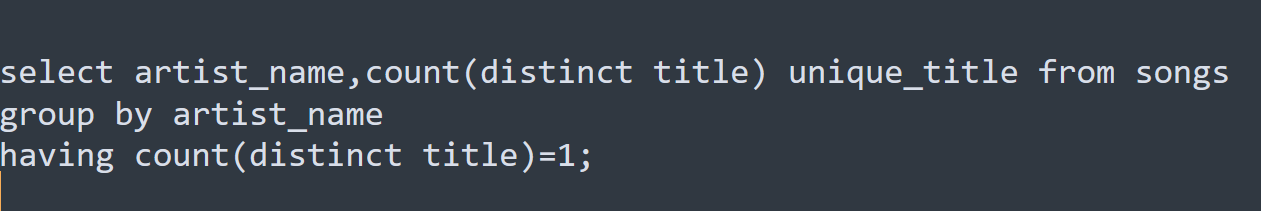 select artist_name,count(distinct title) unique_title from songs
group by artist_name
having count(distinct title)=1;